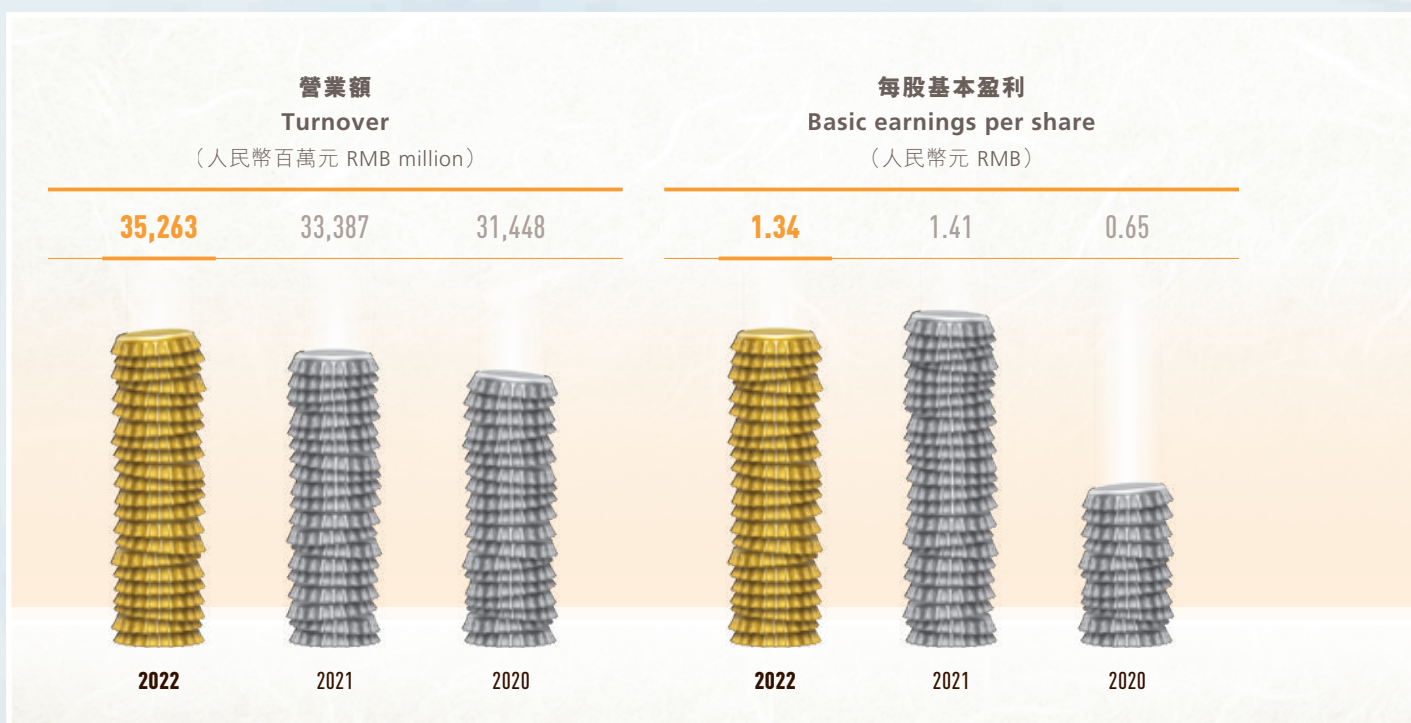 營業額
Turnover
（人民幣百萬元 RMB million）
35,263 33,387 31,448
2022 2021 2020
每股基本盈利
Basic earnings per share
（人民幣元 RMB）
1.34 1.41 0.65
2022 2021 2020